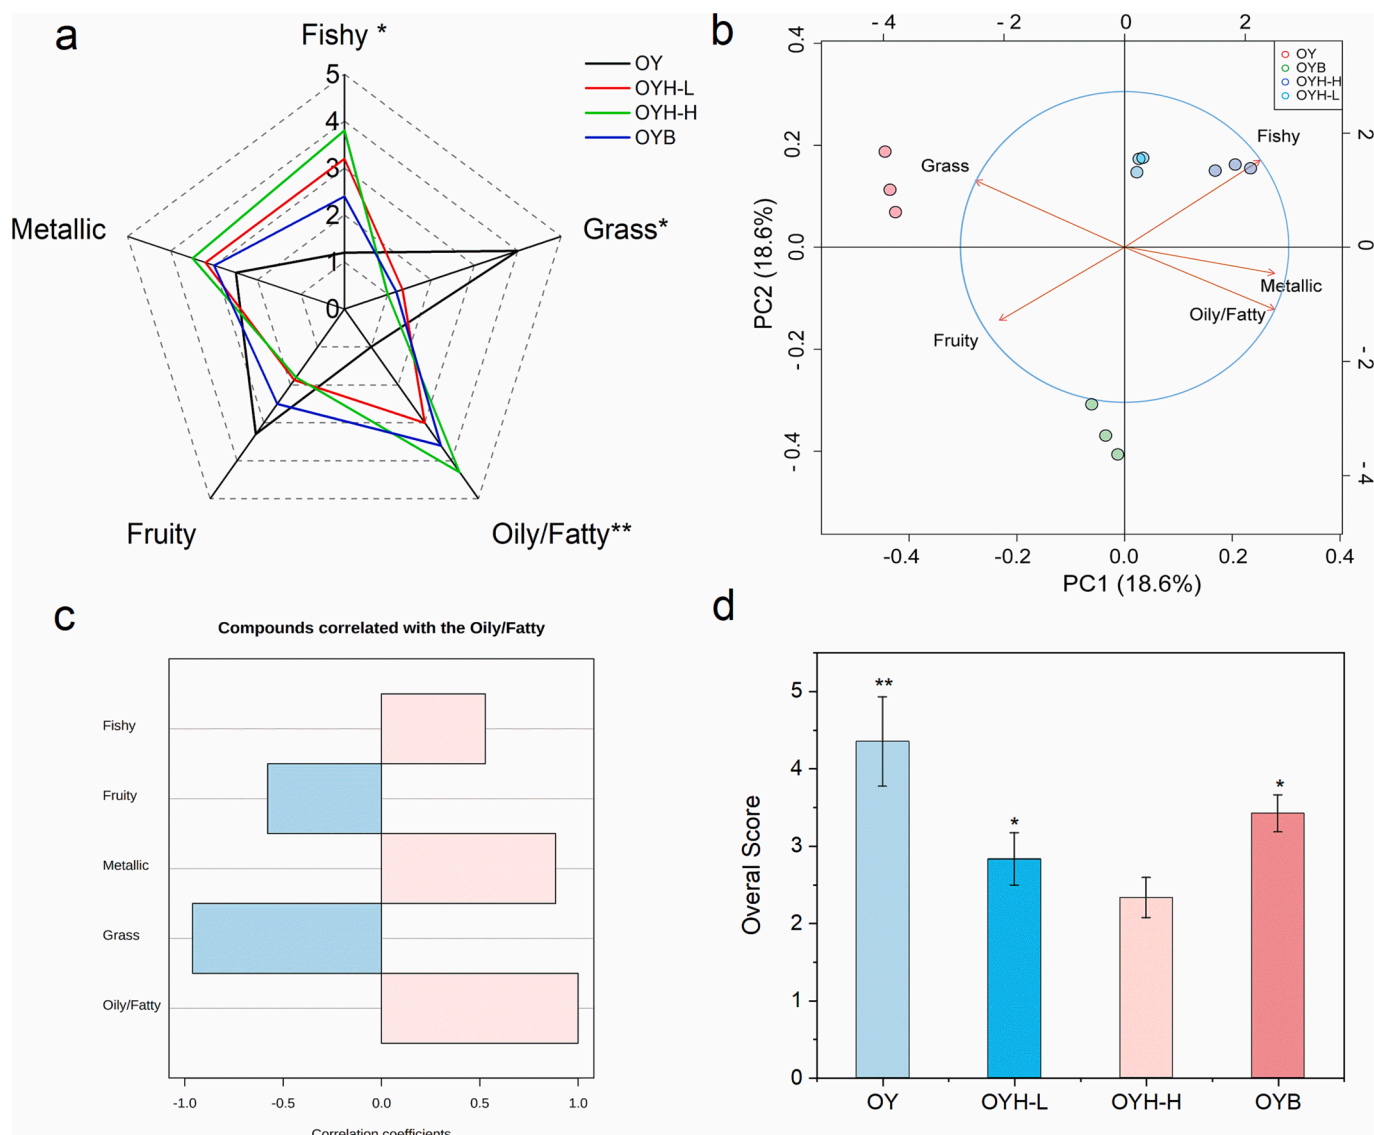 a
Fishy *
OY
OYH-L
OYH-H
OYB
5
4
3
2
1
0
Metallic
Grass*
Fruity
Oily/Fatty**
b
- 4
- 2
0
2
OY
OYB
OYH-H
OYH-L
0.4
0.2
0.0
- 0.2
- 0.4
PC2 (18.6%)
Grass
Fishy
Metallic
Oily/Fatty
Fruity
2
0
- 2
- 4
-0.4
-0.2
0.0
0.2
0.4
PC1 (18.6%)
c
Compounds correlated with the Oily/Fatty
Fishy
Fruity
Metallic
Grass
Oily/Fatty
-1.0
-0.5
0.0
0.5
1.0
Correlation coefficients
d
Overal Score
5
4
3
2
1
0
**
*
*
OY
OYH-L
OYH-H
OYB